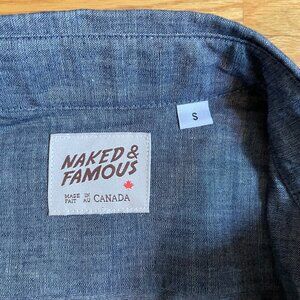 S
NAKED &
FAMOUS
MADE IN
FAIT AU CANADA